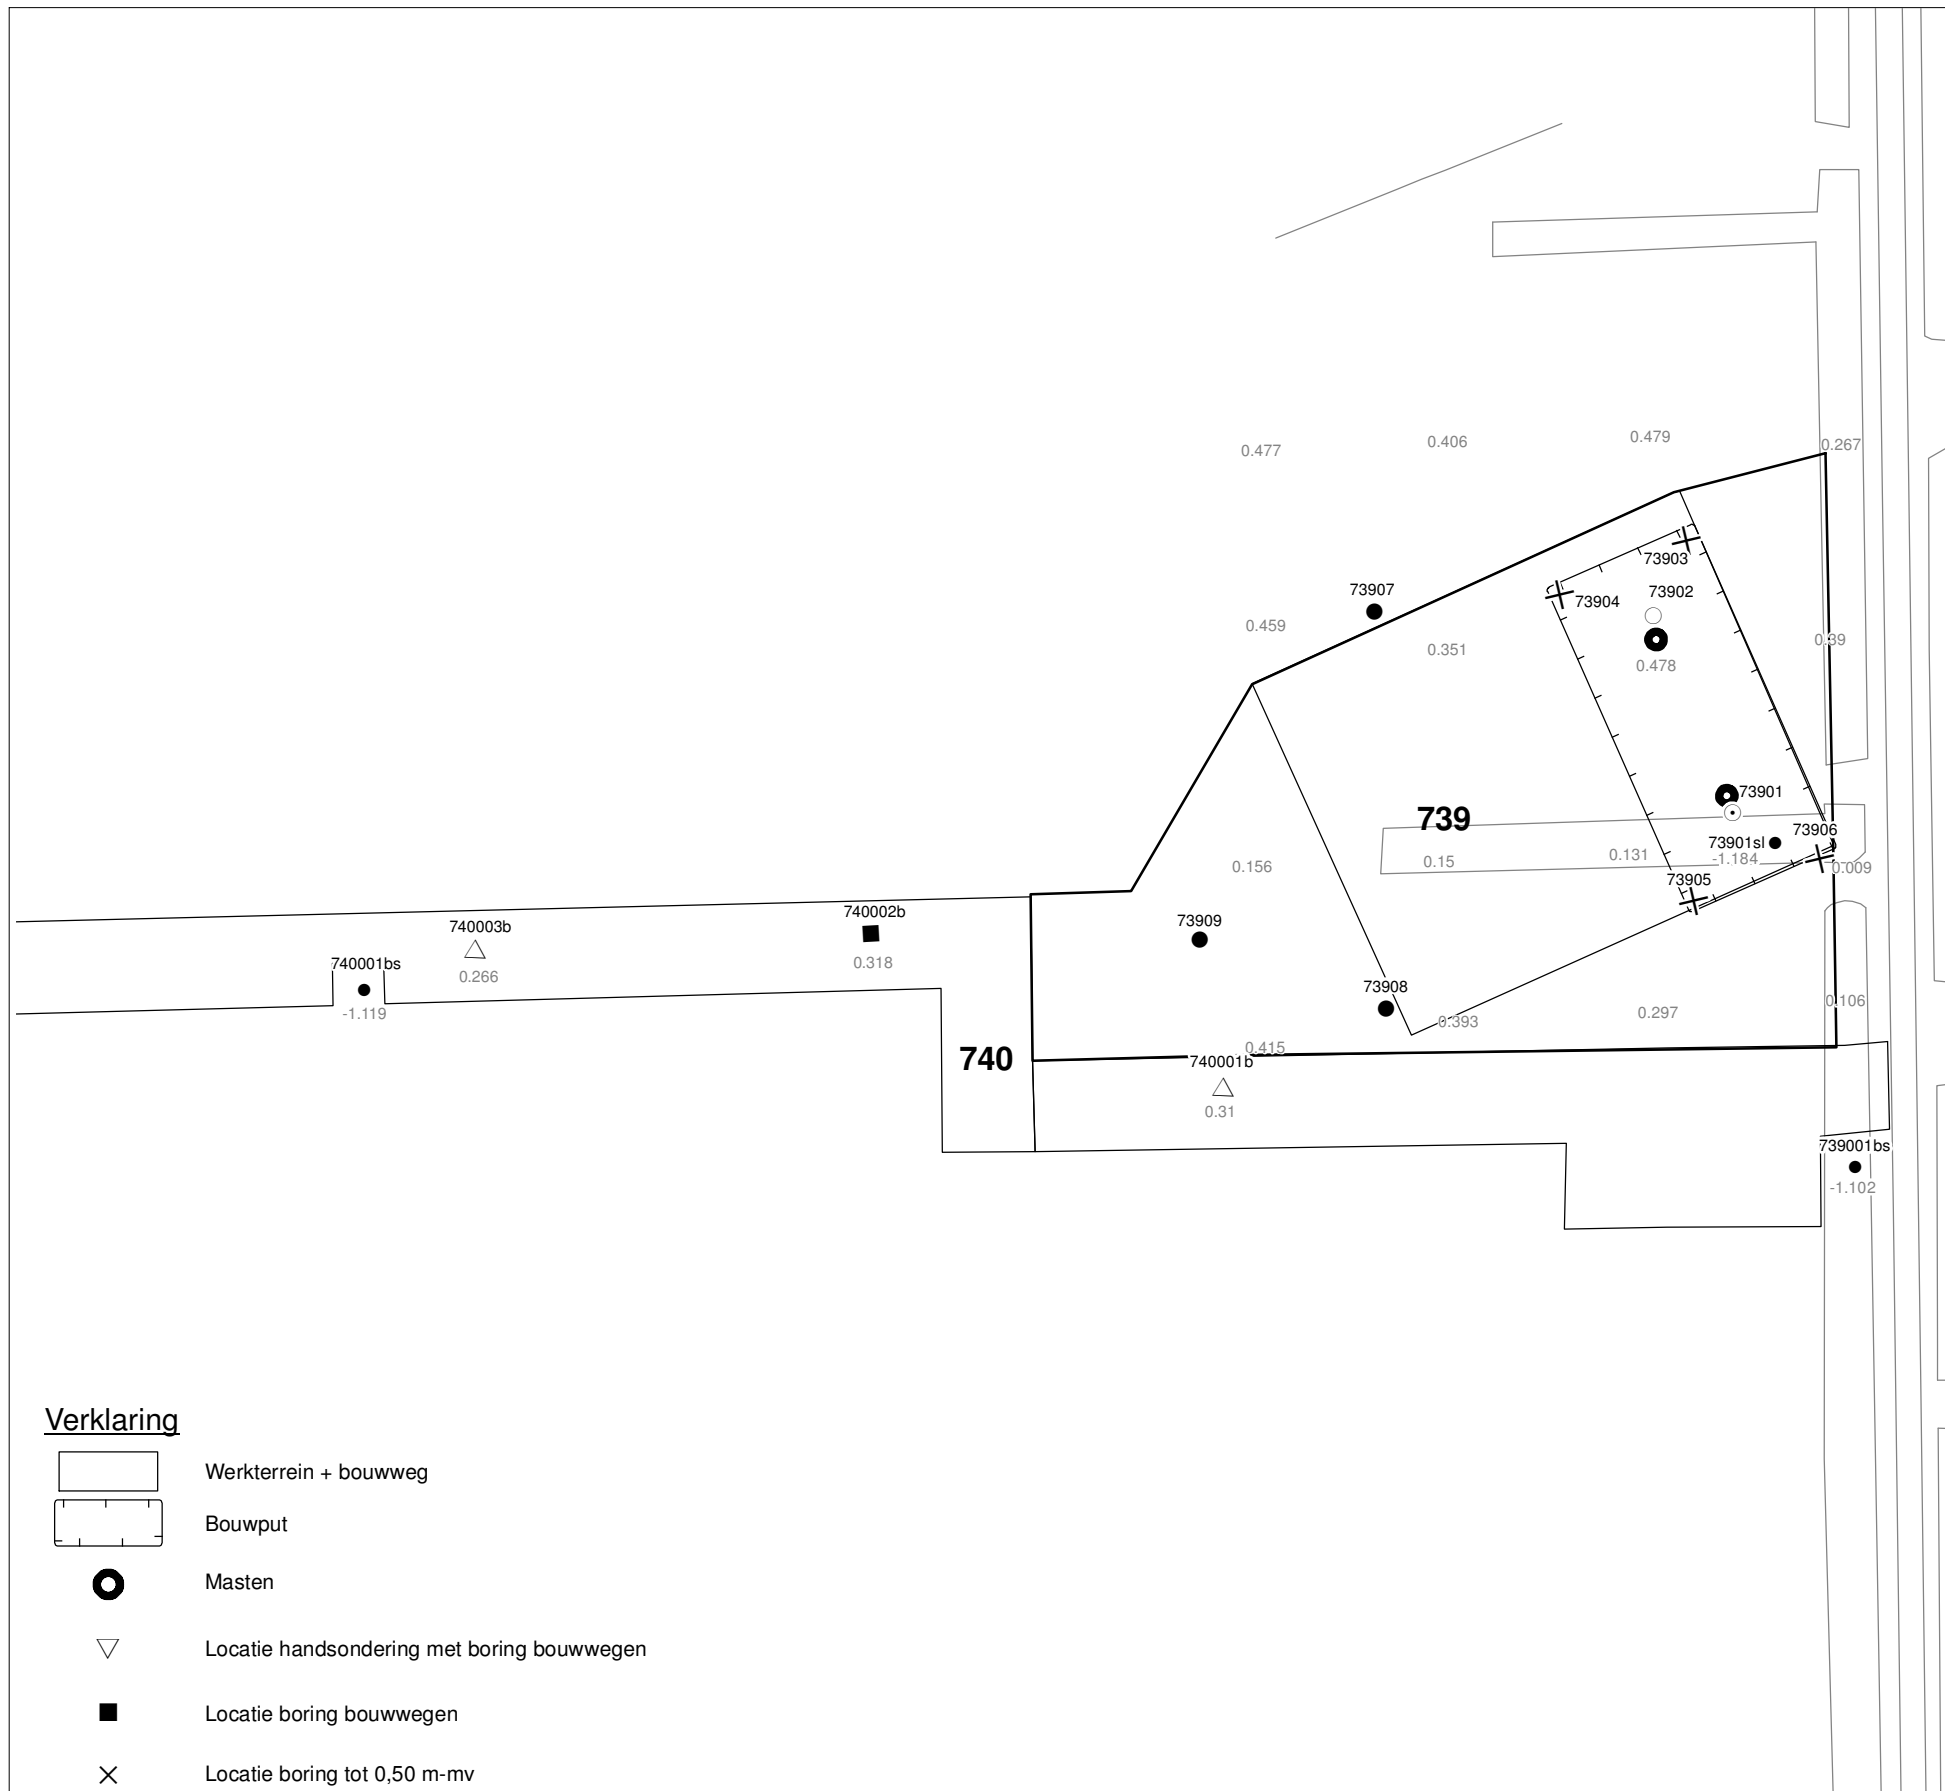 0.477
0.406
0.479
0.267
73903
73907
73902
73904
0.459
0.351
0.39
0.478
73901
739
73906
73901sl
0.156
0.15
0.131
-1.184
0.009
73905
740002b
73909
740003b
740001bs
0.318
0.266
73908
-1.119
0.393
0.297
0.106
740
0.415
740001b
0.31
739001bs
-1.102
Verklaring
Werkterrein + bouwweg
Bouwput
Masten
Locatie handsondering met boring bouwwegen
Locatie boring bouwwegen
Locatie boring tot 0,50 m-mv